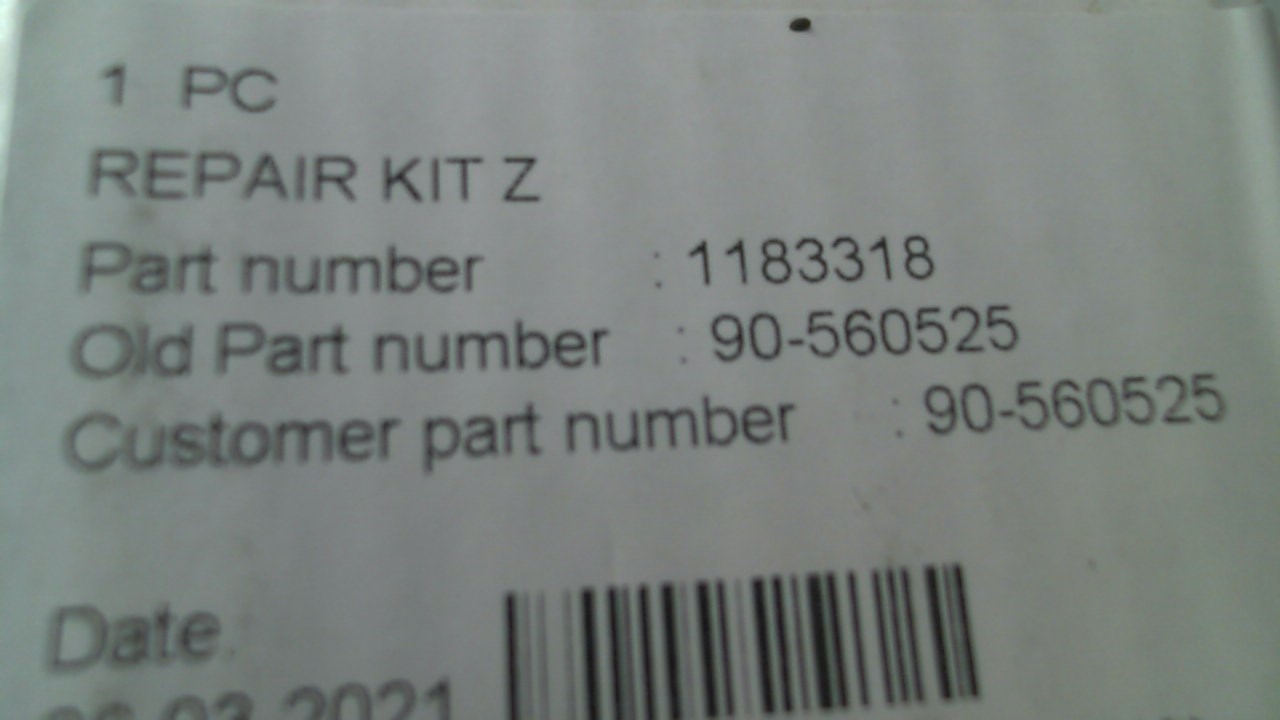 1 PC
REPAIR KIT Z
Part number : 1183318
Old Part number : 90-560525
Customer part number : 90-560525
Date